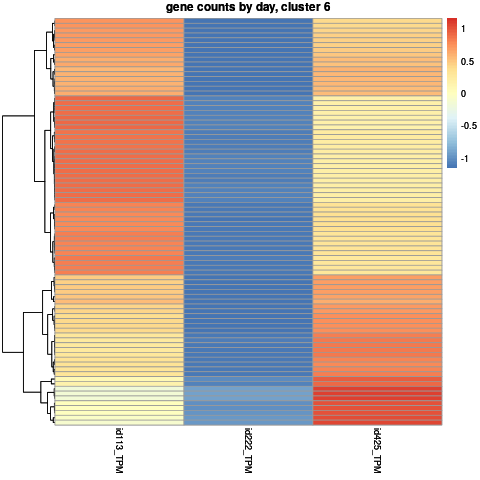 gene counts by day, cluster 6
1
0.5
0
-0.5
-1
id113_TPM
id222_TPM
id425_TPM